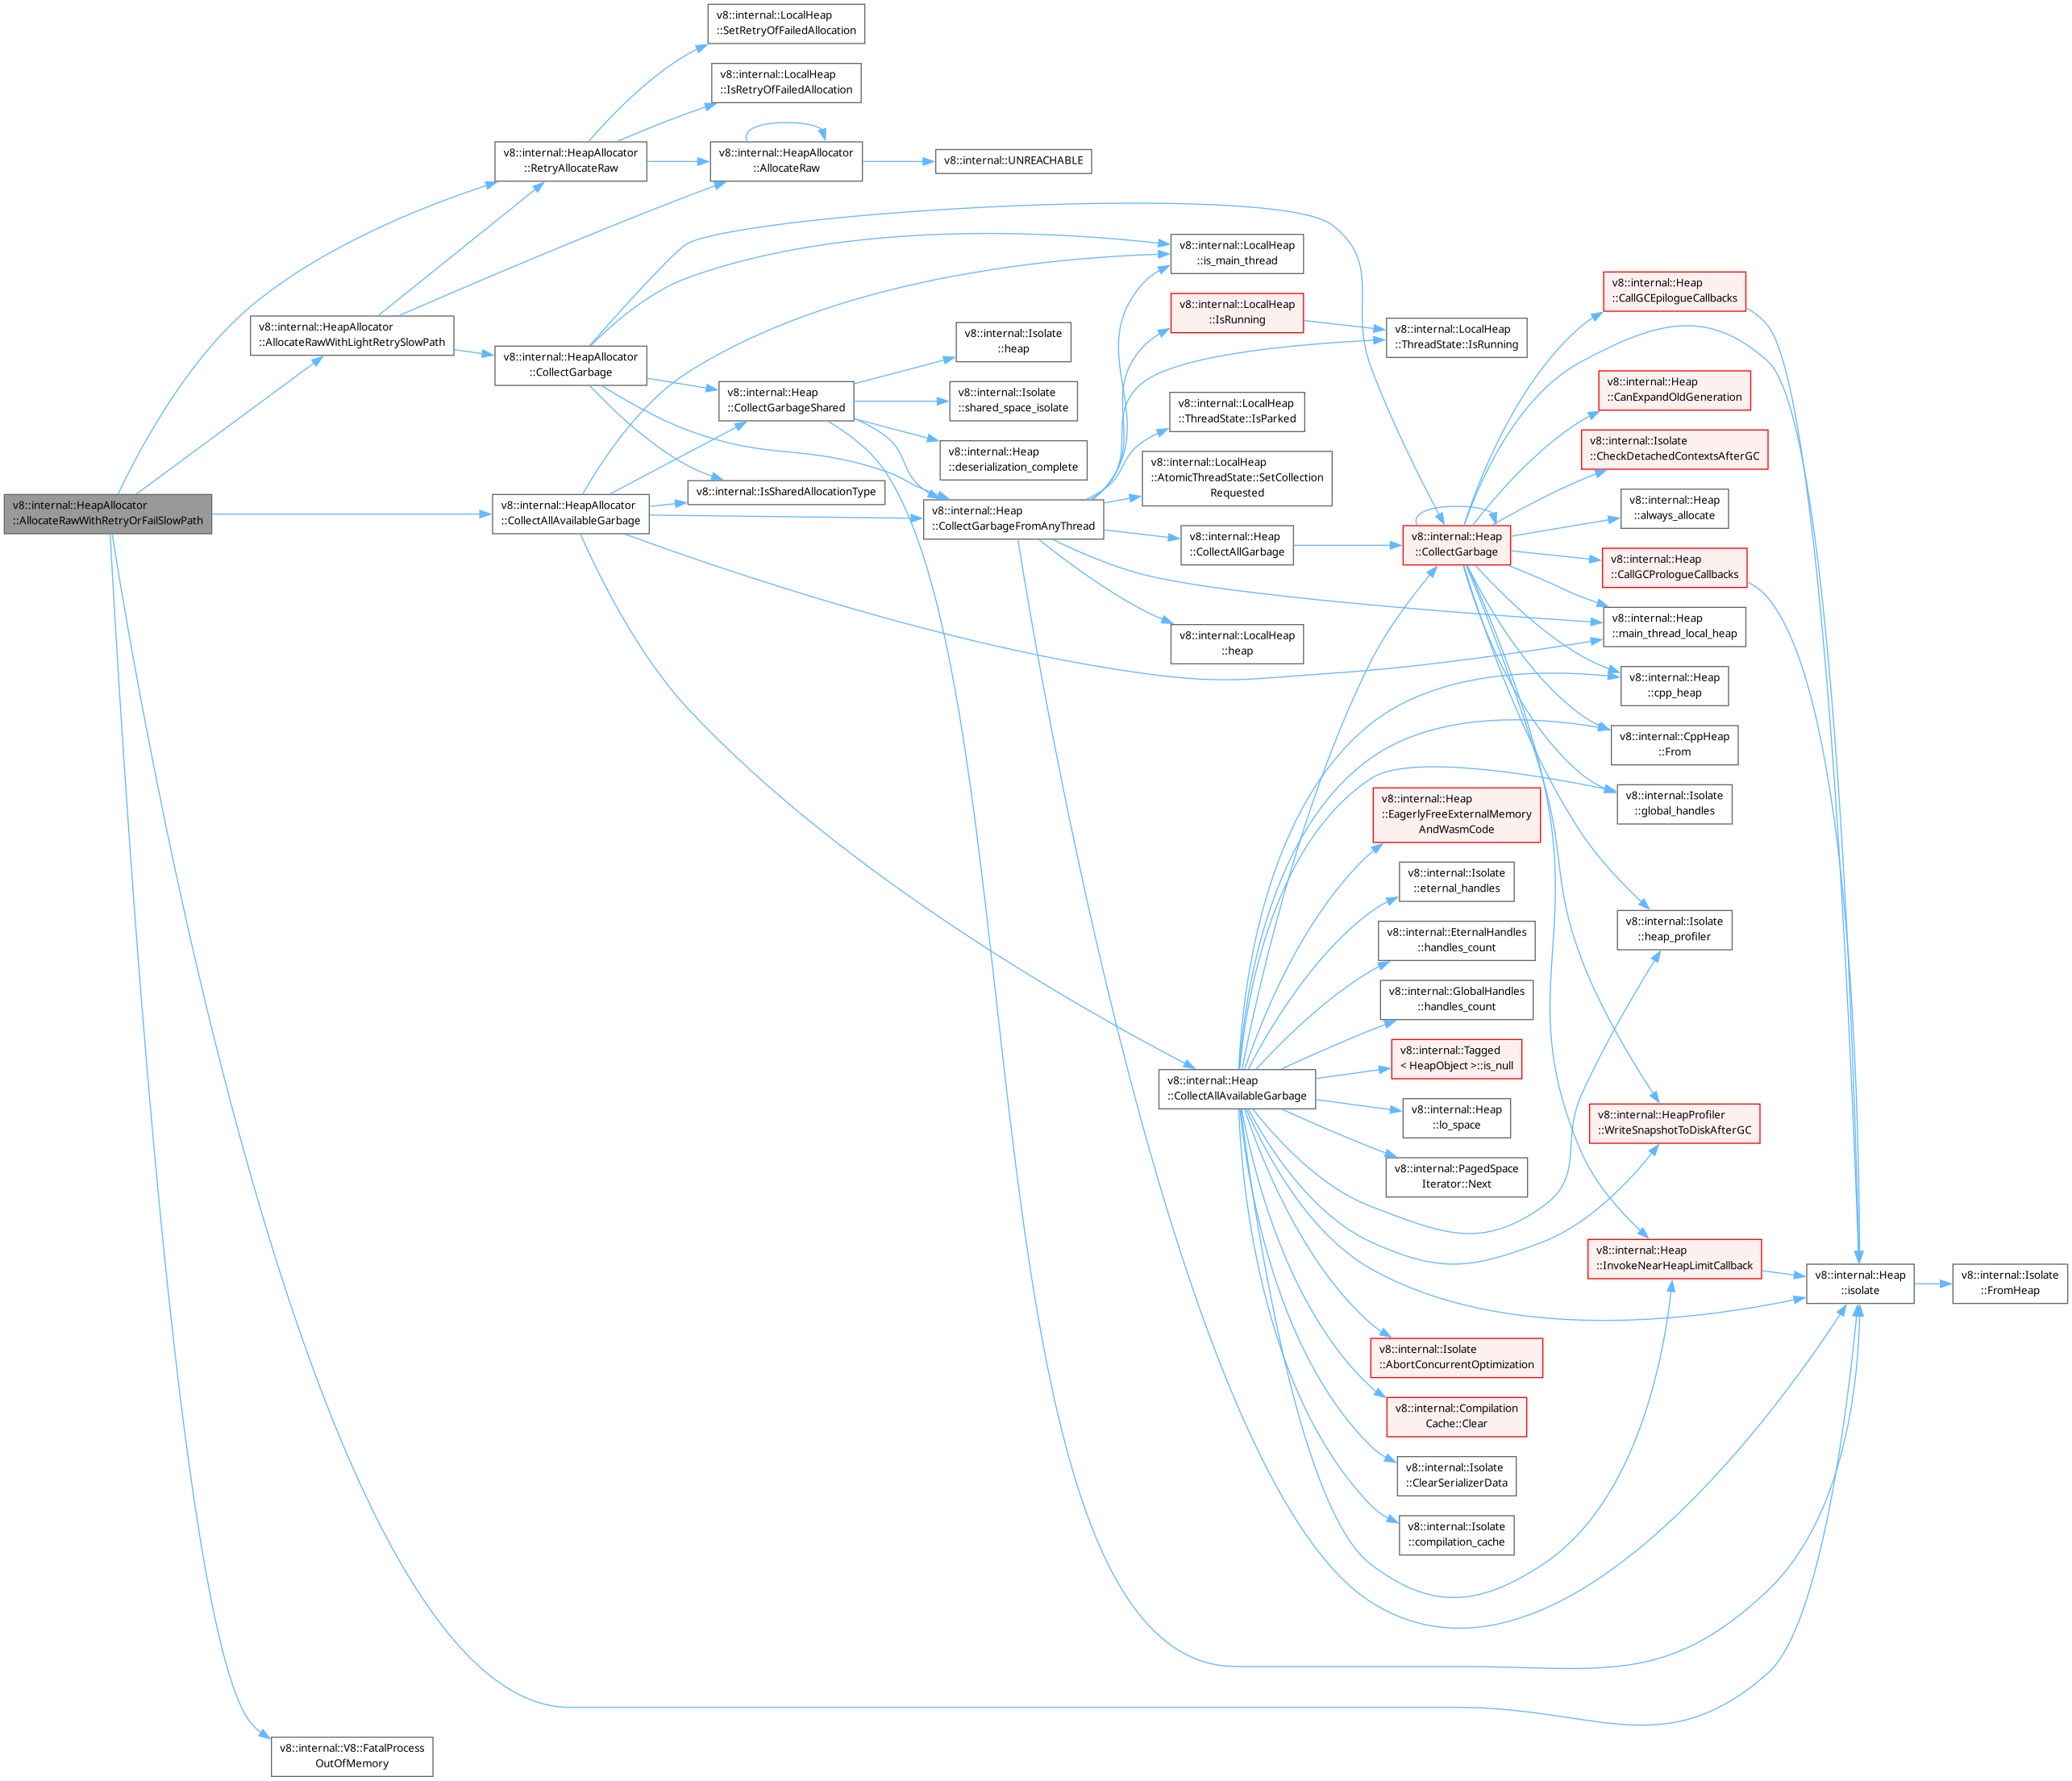 v8::internal::LocalHeap
::SetRetryOfFailedAllocation
v8::internal::LocalHeap
::IsRetryOfFailedAllocation
v8::internal::HeapAllocator
::RetryAllocateRaw
v8::internal::HeapAllocator
::AllocateRaw
v8::internal::UNREACHABLE
v8::internal::LocalHeap
::is_main_thread
v8::internal::Heap
::CallGCEpilogueCallbacks
v8::internal::LocalHeap
::IsRunning
v8::internal::HeapAllocator
::AllocateRawWithLightRetrySlowPath
v8::internal::Isolate
::heap
v8::internal::LocalHeap
::ThreadState::IsRunning
v8::internal::HeapAllocator
::CollectGarbage
v8::internal::Heap
::CollectGarbageShared
v8::internal::Isolate
::shared_space_isolate
v8::internal::LocalHeap
::ThreadState::IsParked
v8::internal::Heap
::CanExpandOldGeneration
v8::internal::Heap
::deserialization_complete
v8::internal::LocalHeap
::AtomicThreadState::SetCollection
Requested
v8::internal::Isolate
::CheckDetachedContextsAfterGC
v8::internal::IsSharedAllocationType
v8::internal::HeapAllocator
::AllocateRawWithRetryOrFailSlowPath
v8::internal::HeapAllocator
::CollectAllAvailableGarbage
v8::internal::Heap
::CollectGarbageFromAnyThread
v8::internal::Heap
::CollectAllGarbage
v8::internal::Heap
::CollectGarbage
v8::internal::Heap
::always_allocate
v8::internal::Heap
::CallGCPrologueCallbacks
v8::internal::LocalHeap
::heap
v8::internal::Heap
::main_thread_local_heap
v8::internal::Heap
::cpp_heap
v8::internal::CppHeap
::From
v8::internal::Isolate
::global_handles
v8::internal::Heap
::EagerlyFreeExternalMemory
AndWasmCode
v8::internal::Isolate
::eternal_handles
v8::internal::EternalHandles
::handles_count
v8::internal::Isolate
::heap_profiler
v8::internal::GlobalHandles
::handles_count
v8::internal::Tagged
< HeapObject >::is_null
v8::internal::Heap
::CollectAllAvailableGarbage
v8::internal::Heap
::lo_space
v8::internal::HeapProfiler
::WriteSnapshotToDiskAfterGC
v8::internal::PagedSpace
Iterator::Next
v8::internal::Heap
::InvokeNearHeapLimitCallback
v8::internal::Heap
::isolate
v8::internal::Isolate
::FromHeap
v8::internal::Isolate
::AbortConcurrentOptimization
v8::internal::Compilation
Cache::Clear
v8::internal::Isolate
::ClearSerializerData
v8::internal::Isolate
::compilation_cache
v8::internal::V8::FatalProcess
OutOfMemory